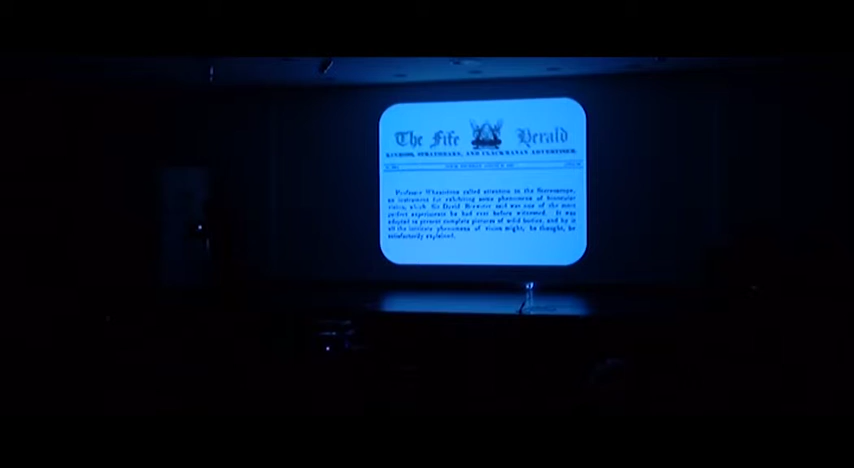 The Fife Herald
KINROSS, STRATHEARN, AND CLACKMANAN ADVERTISER.
Professor Wheatstone called attention to the Stereoscope,
an instrument for exhibiting some phenomena of binocular
vision, which Sir David Brewster said was one of the most
perfect experiments he had ever before witnessed. It was
adapted to present complete pictures of solid bodies, and by it
all the intricate phenomena of vision might, he thought, be
satisfactorily explained.